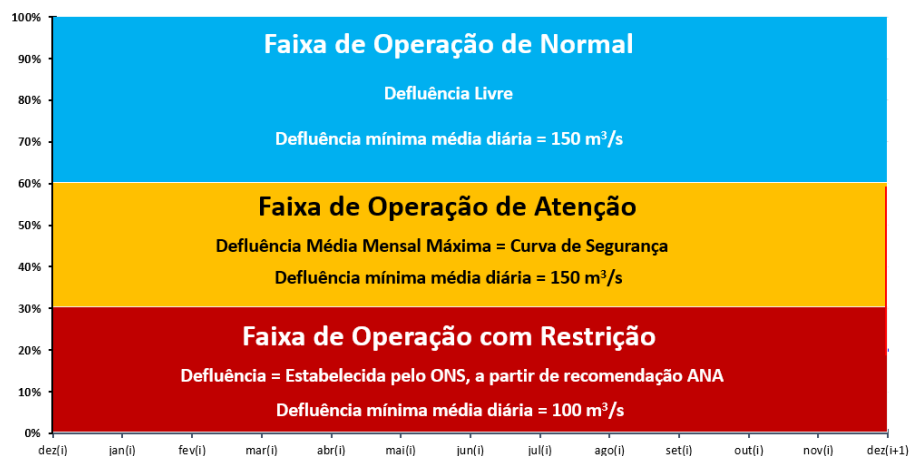 100%
90%
80%
70%
60%
50%
40%
30%
20%
10%
0%
Faixa de Operação de Normal
Defluência Livre
Defluência mínima média diária = 150 m³/s
Faixa de Operação de Atenção
Defluência Média Mensal Máxima = Curva de Segurança
Defluência mínima média diária = 150 m³/s
Faixa de Operação com Restrição
Defluência = Estabelecida pelo ONS, a partir de recomendação ANA
Defluência mínima média diária = 100 m³/s
dez(i) jan(i) fev(i) mar(i) abr(i) mai(i) jun(i) jul(i) ago(i) set(i) out(i) nov(i) dez(i+1)